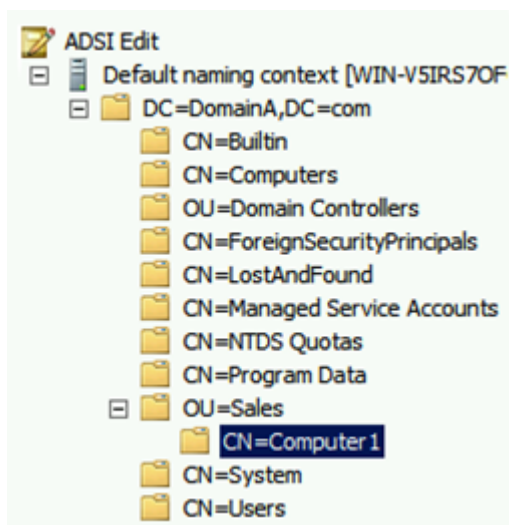 ADSI Edit
Default naming context [WIN-V5IRS7OF
DC=DomainA,DC=com
CN=Builtin
CN=Computers
OU=Domain Controllers
CN=ForeignSecurityPrincipals
CN=LostAndFound
CN=Managed Service Accounts
CN=NTDS Quotas
CN=Program Data
OU=Sales
CN=Computer1
CN=System
CN=Users